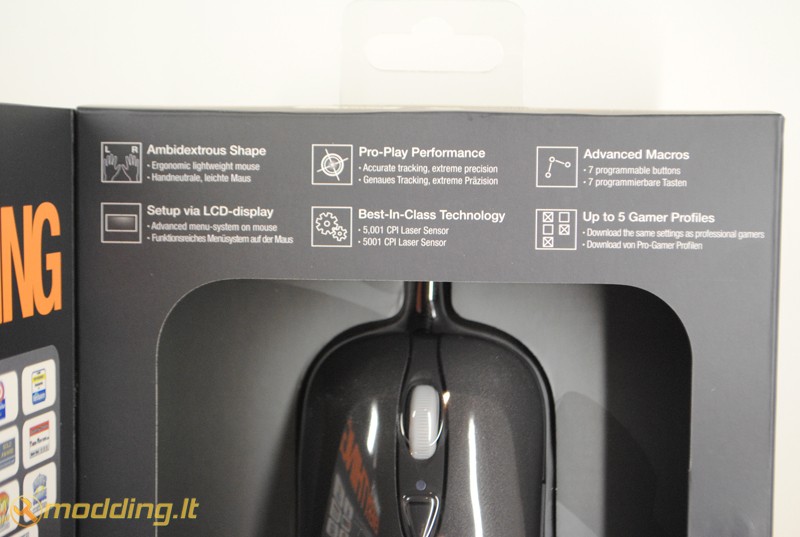 L R
Ambidextrous Shape
• Ergonomic lightweight mouse
• Handneutrale, leichte Maus
Pro-Play Performance
• Accurate tracking, extreme precision
• Genaues Tracking, extreme Präzision
Advanced Macros
• 7 programmable buttons
• 7 programmierbare Tasten
Setup via LCD-display
• Advanced menu-system on mouse
• Funktionsreiches Menüsystem auf der Maus
Best-In-Class Technology
• 5,001 CPI Laser Sensor
• 5001 CPI Laser Sensor
Up to 5 Gamer Profiles
• Download the same settings as professional gamers
• Download von Pro-Gamer Profilen
NG
modding.lt